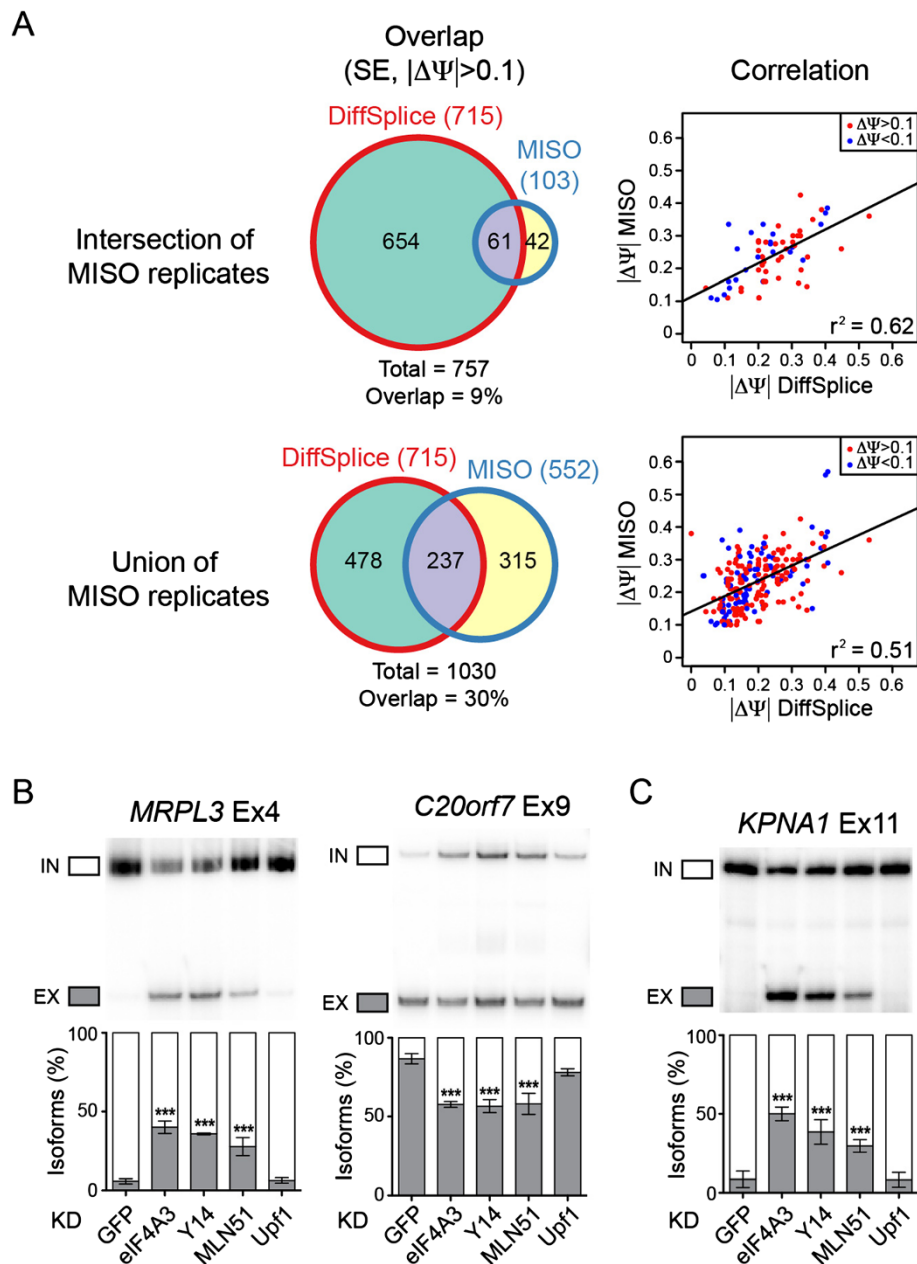 A
Overlap
(SE, |ΔΨ|>0.1)
Correlation
DiffSplice (715)
MISO
(103)
654
61
42
Intersection of
MISO replicates
Total = 757
Overlap = 9%
ΔΨ>0.1
ΔΨ<0.1
|ΔΨ| MISO
0.6
0.5
0.4
0.3
0.2
0.1
0
r² = 0.62
0 0.1 0.2 0.3 0.4 0.5 0.6
|ΔΨ| DiffSplice
DiffSplice (715)
MISO (552)
478
237
315
Union of
MISO replicates
Total = 1030
Overlap = 30%
ΔΨ>0.1
ΔΨ<0.1
|ΔΨ| MISO
0.6
0.5
0.4
0.3
0.2
0.1
0
r² = 0.51
0 0.1 0.2 0.3 0.4 0.5 0.6
|ΔΨ| DiffSplice
B
MRPL3 Ex4
IN
EX
Isoforms (%)
100
50
0
*** *** ***
KD
GFP
eIF4A3
Y14
MLN51
Upf1
C20orf7 Ex9
IN
EX
Isoforms (%)
100
50
0
*** *** ***
GFP
eIF4A3
Y14
MLN51
Upf1
C
KPNA1 Ex11
IN
EX
Isoforms (%)
100
50
0
*** *** ***
KD
GFP
eIF4A3
Y14
MLN51
Upf1